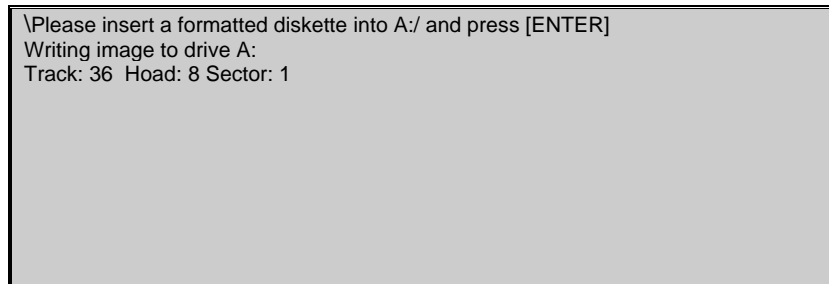 \Please insert a formatted diskette into A:/ and press [ENTER]
Writing image to drive A:
Track: 36  Hoad: 8 Sector: 1